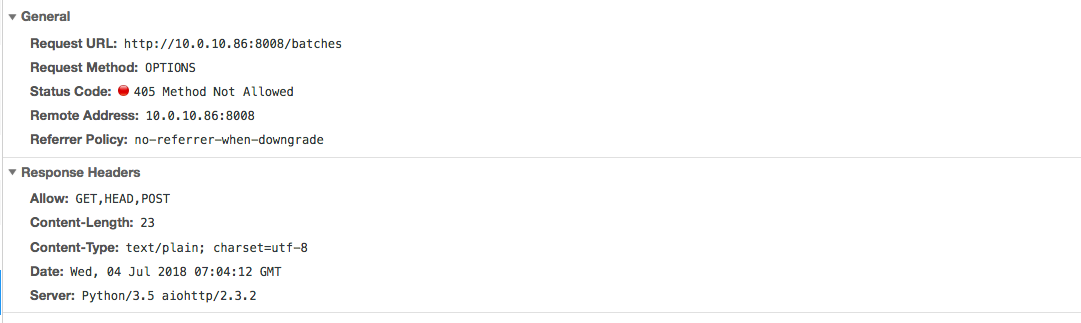 General
Request URL: http://10.0.10.86:8008/batches
Request Method: OPTIONS
Status Code: 405 Method Not Allowed
Remote Address: 10.0.10.86:8008
Referrer Policy: no-referrer-when-downgrade
Response Headers
Allow: GET,HEAD,POST
Content-Length: 23
Content-Type: text/plain; charset=utf-8
Date: Wed, 04 Jul 2018 07:04:12 GMT
Server: Python/3.5 aiohttp/2.3.2